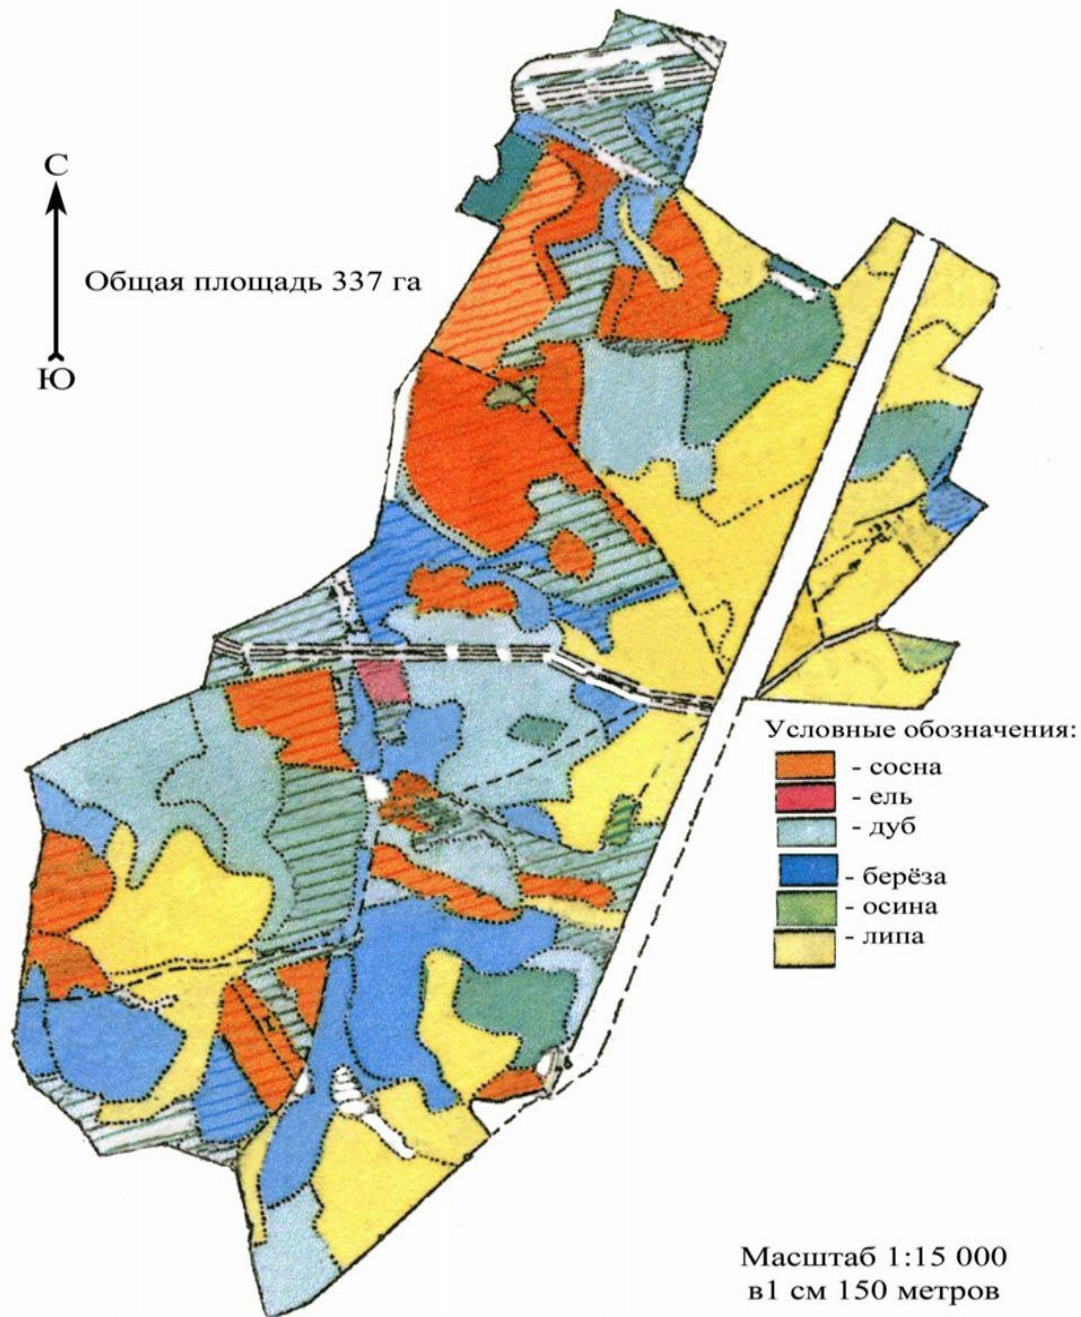 С
Общая площадь 337 га
Ю
Условные обозначения:
- сосна
- ель
- дуб
- берёза
- осина
- липа
Масштаб 1:15 000
в1 см 150 метров